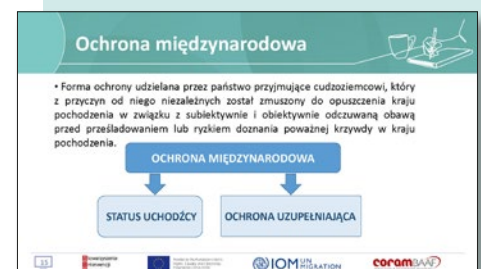 Ochrona międzynarodowa
• Forma ochrony udzielana przez państwo przyjmujące cudzoziemcowi, który
z przyczyn od niego niezależnych został zmuszony do opuszczenia kraju
pochodzenia w związku z subiektywnie i obiektywnie odczuwaną obawą
przed prześladowaniem lub ryzykiem doznania poważnej krzywdy w kraju
pochodzenia.
OCHRONA MIĘDZYNARODOWA
STATUS UCHODŹCY
OCHRONA UZUPEŁNIAJĄCA
15
IOM UN MIGRATION
coramBAAF